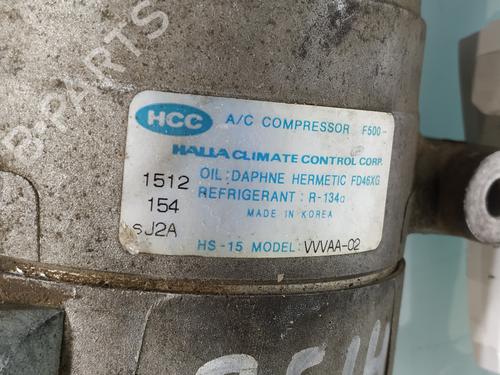 HCC A/C COMPRESSOR F500-
HALLA CLIMATE CONTROL CORP.
1512 OIL : DAPHNE HERMETIC FD46XG
154 REFRIGERANT : R-134a
MADE IN KOREA
SJ2A
HS-15 MODEL: VVVAA-02
B-PARTS